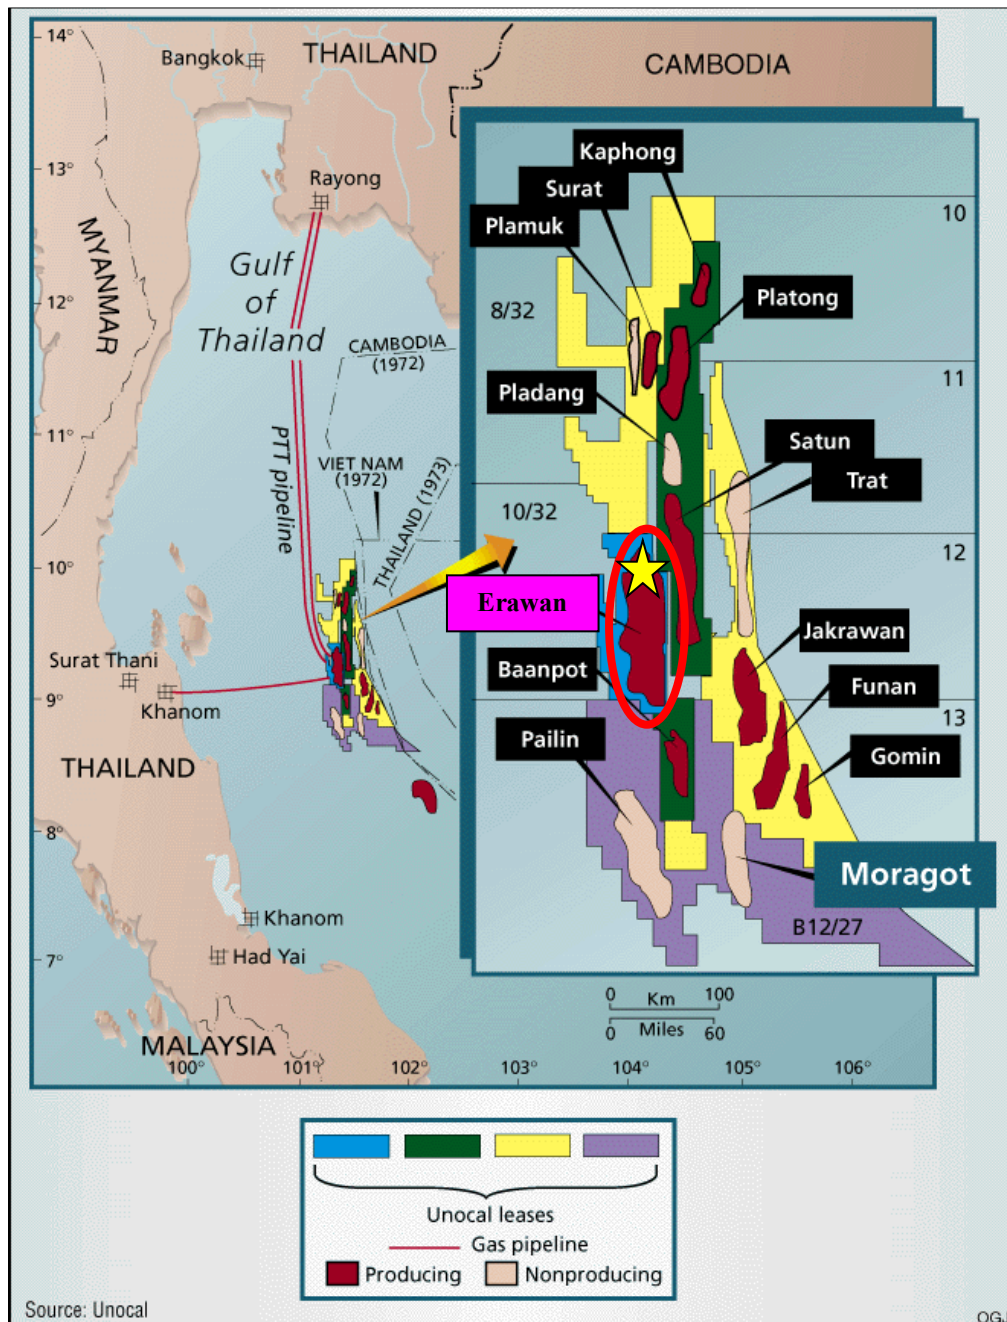 14°
13°
12°
11°
10°
9°
8°
7°
Bangkok
THAILAND
CAMBODIA
MYANMAR
Rayong
Gulf
of
Thailand
PTT pipeline
CAMBODIA
(1972)
VIET NAM
(1972)
THAILAND (1973)
Surat Thani
Khanom
THAILAND
Khanom
Had Yai
MALAYSIA
100°
101°
102°
103°
104°
105°
106°
Kaphong
Surat
Plamuk
10
8/32
Platong
11
Pladang
Satun
Trat
10/32
12
Erawan
Jakrawan
Baanpot
Funan
13
Pailin
Gomin
Moragot
B12/27
0 Km 100
0 Miles 60
Unocal leases
Gas pipeline
Producing
Nonproducing
Source: Unocal